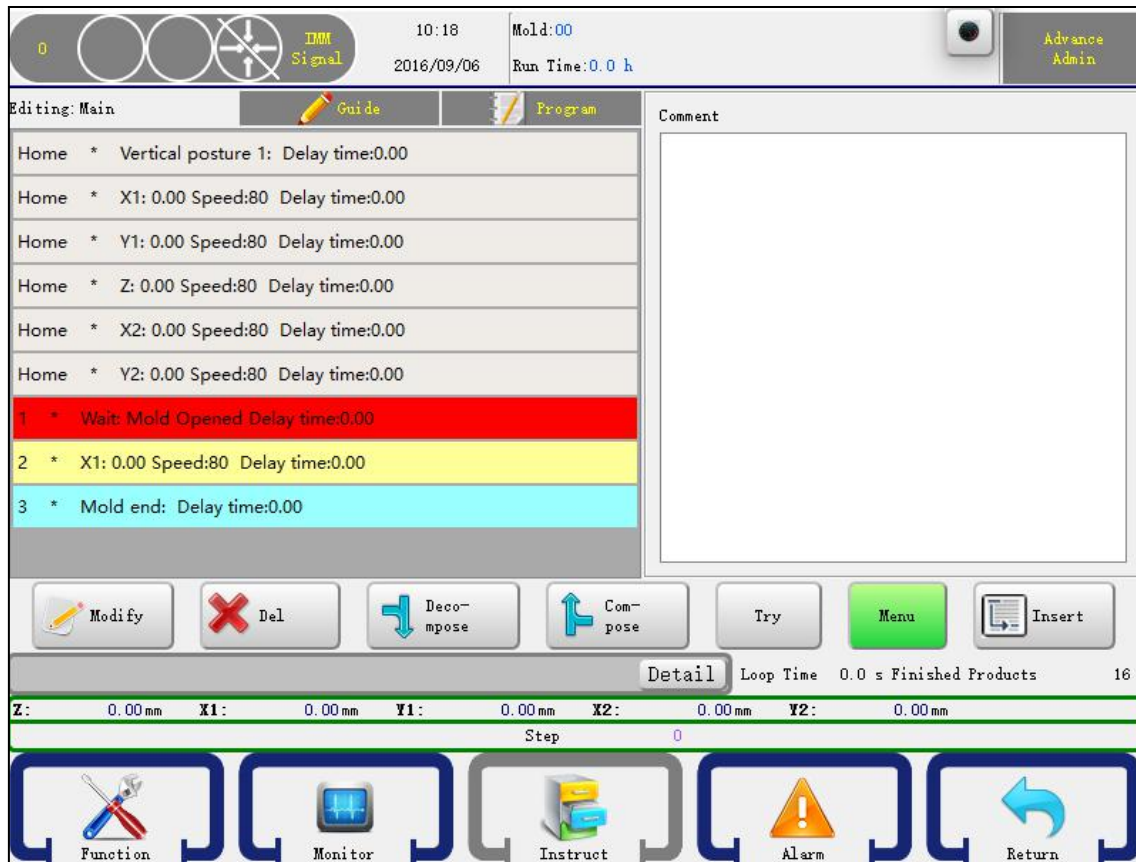 0
IMM
Signal
10:18
2016/09/06
Mold:00
Run Time:0.0 h
Advance
Admin
Editing:Main
Guide
Program
Comment
Home * Vertical posture 1: Delay time:0.00
Home * X1: 0.00 Speed:80 Delay time:0.00
Home * Y1: 0.00 Speed:80 Delay time:0.00
Home * Z: 0.00 Speed:80 Delay time:0.00
Home * X2: 0.00 Speed:80 Delay time:0.00
Home * Y2: 0.00 Speed:80 Delay time:0.00
1 * Wait: Mold Opened Delay time:0.00
2 * X1: 0.00 Speed:80 Delay time:0.00
3 * Mold end: Delay time:0.00
Modify
Del
Deco-
mpose
Com-
pose
Try
Menu
Insert
Detail Loop Time 0.0 s Finished Products 16
Z: 0.00 mm X1: 0.00 mm Y1: 0.00 mm X2: 0.00 mm Y2: 0.00 mm
Step 0
Function
Monitor
Instruct
Alarm
Return